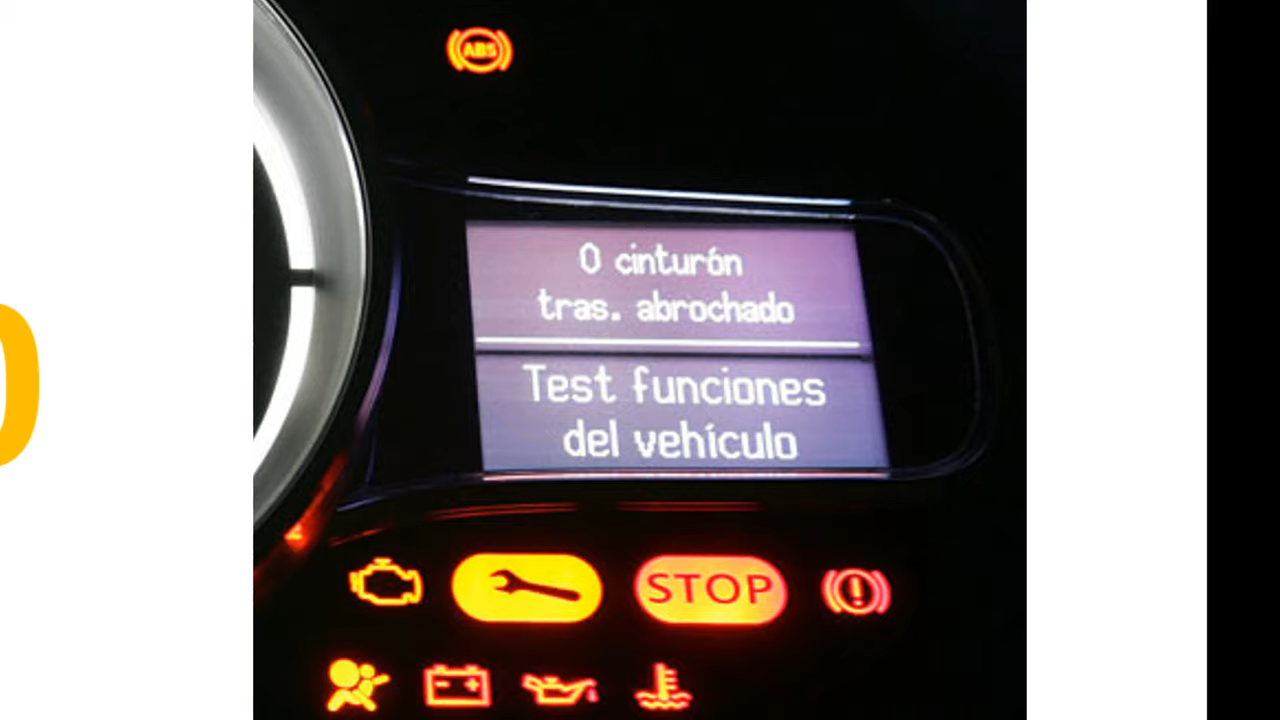 ABS
0 cinturón
tras. abrochado
Test funciones
del vehículo
STOP